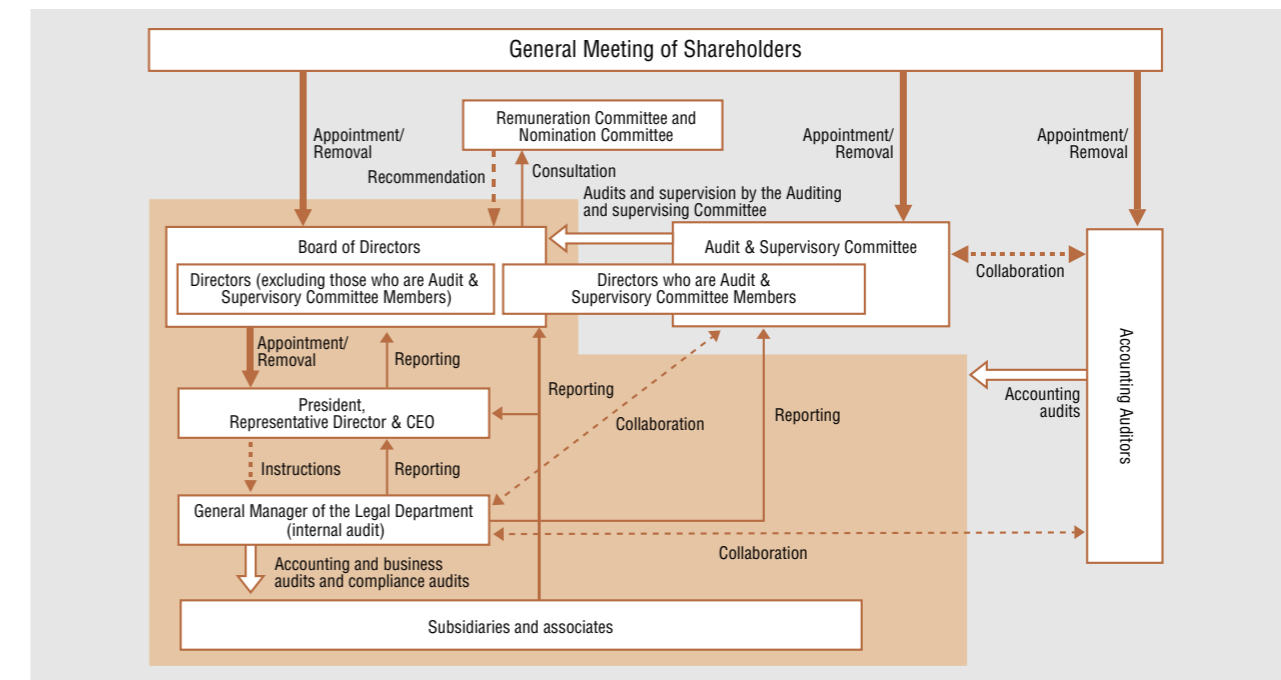 General Meeting of Shareholders
Remuneration Committee and
Nomination Committee
Appointment/
Removal
Appointment/
Removal
Appointment/
Removal
Recommendation
Consultation
Audits and supervision by the Auditing
and supervising Committee
Board of Directors
Audit & Supervisory Committee
Directors (excluding those who are Audit &
Supervisory Committee Members)
Directors who are Audit &
Supervisory Committee Members
Collaboration
Appointment/
Removal
Reporting
Accounting Auditors
President,
Representative Director & CEO
Reporting
Collaboration
Reporting
Accounting
audits
Instructions
Reporting
General Manager of the Legal Department
(internal audit)
Collaboration
Accounting and business
audits and compliance audits
Subsidiaries and associates